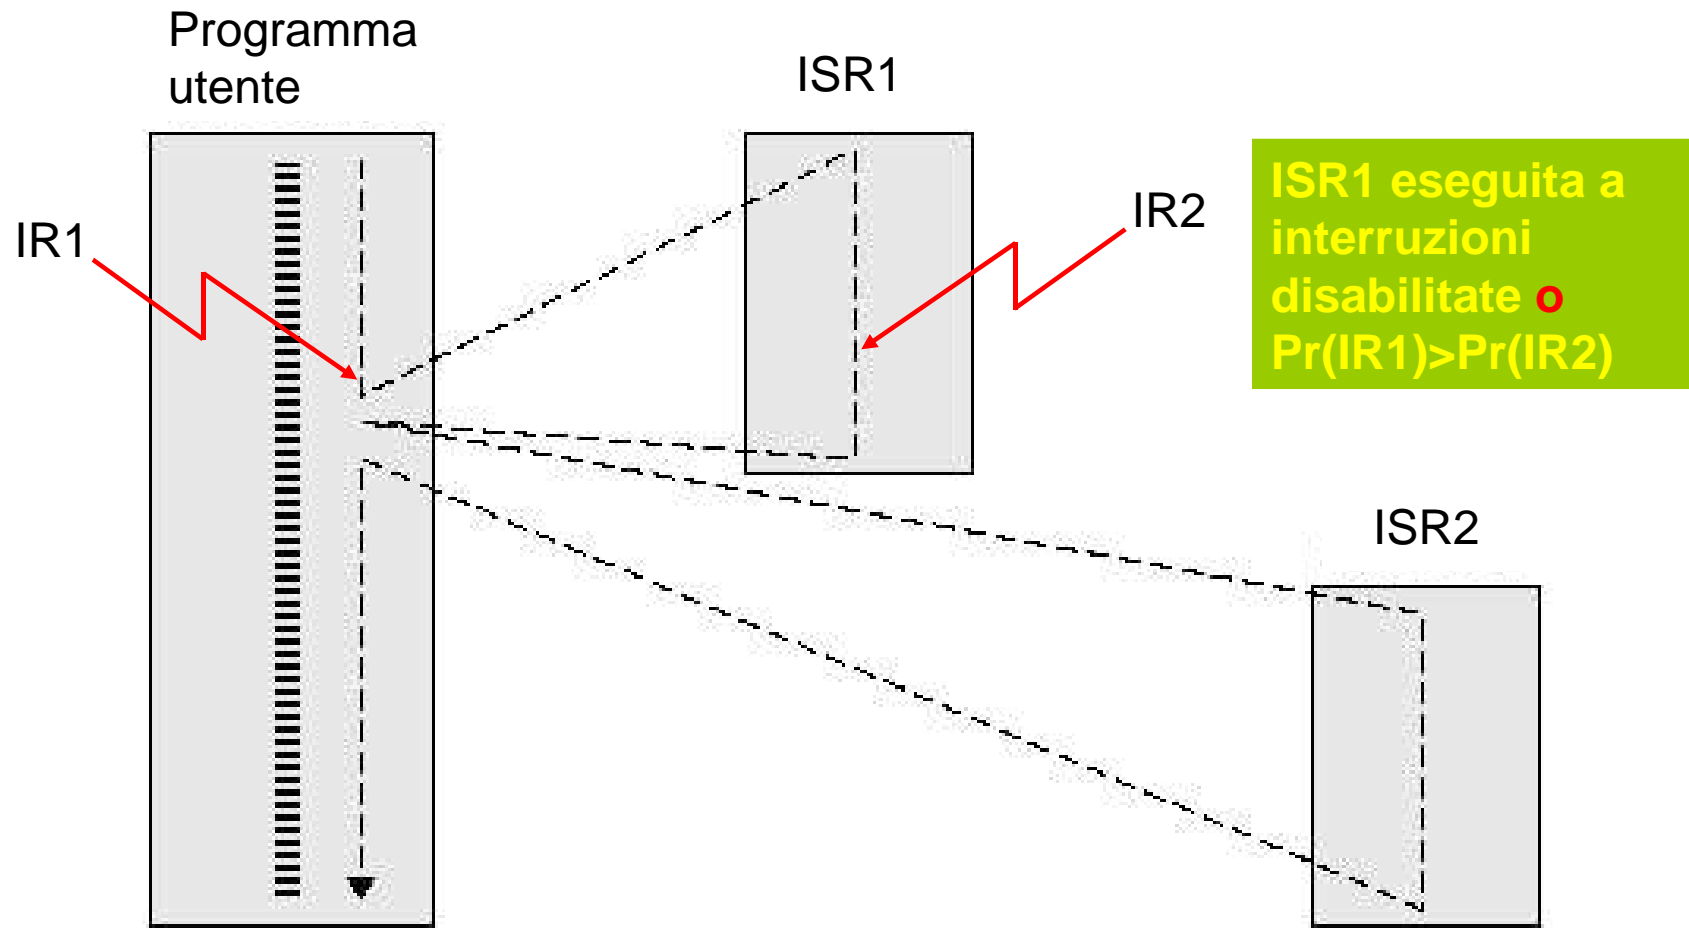 Programma
utente
ISR1
IR1
IR2
ISR1 eseguita a
interruzioni
disabilitate o
Pr(IR1)>Pr(IR2)
ISR2